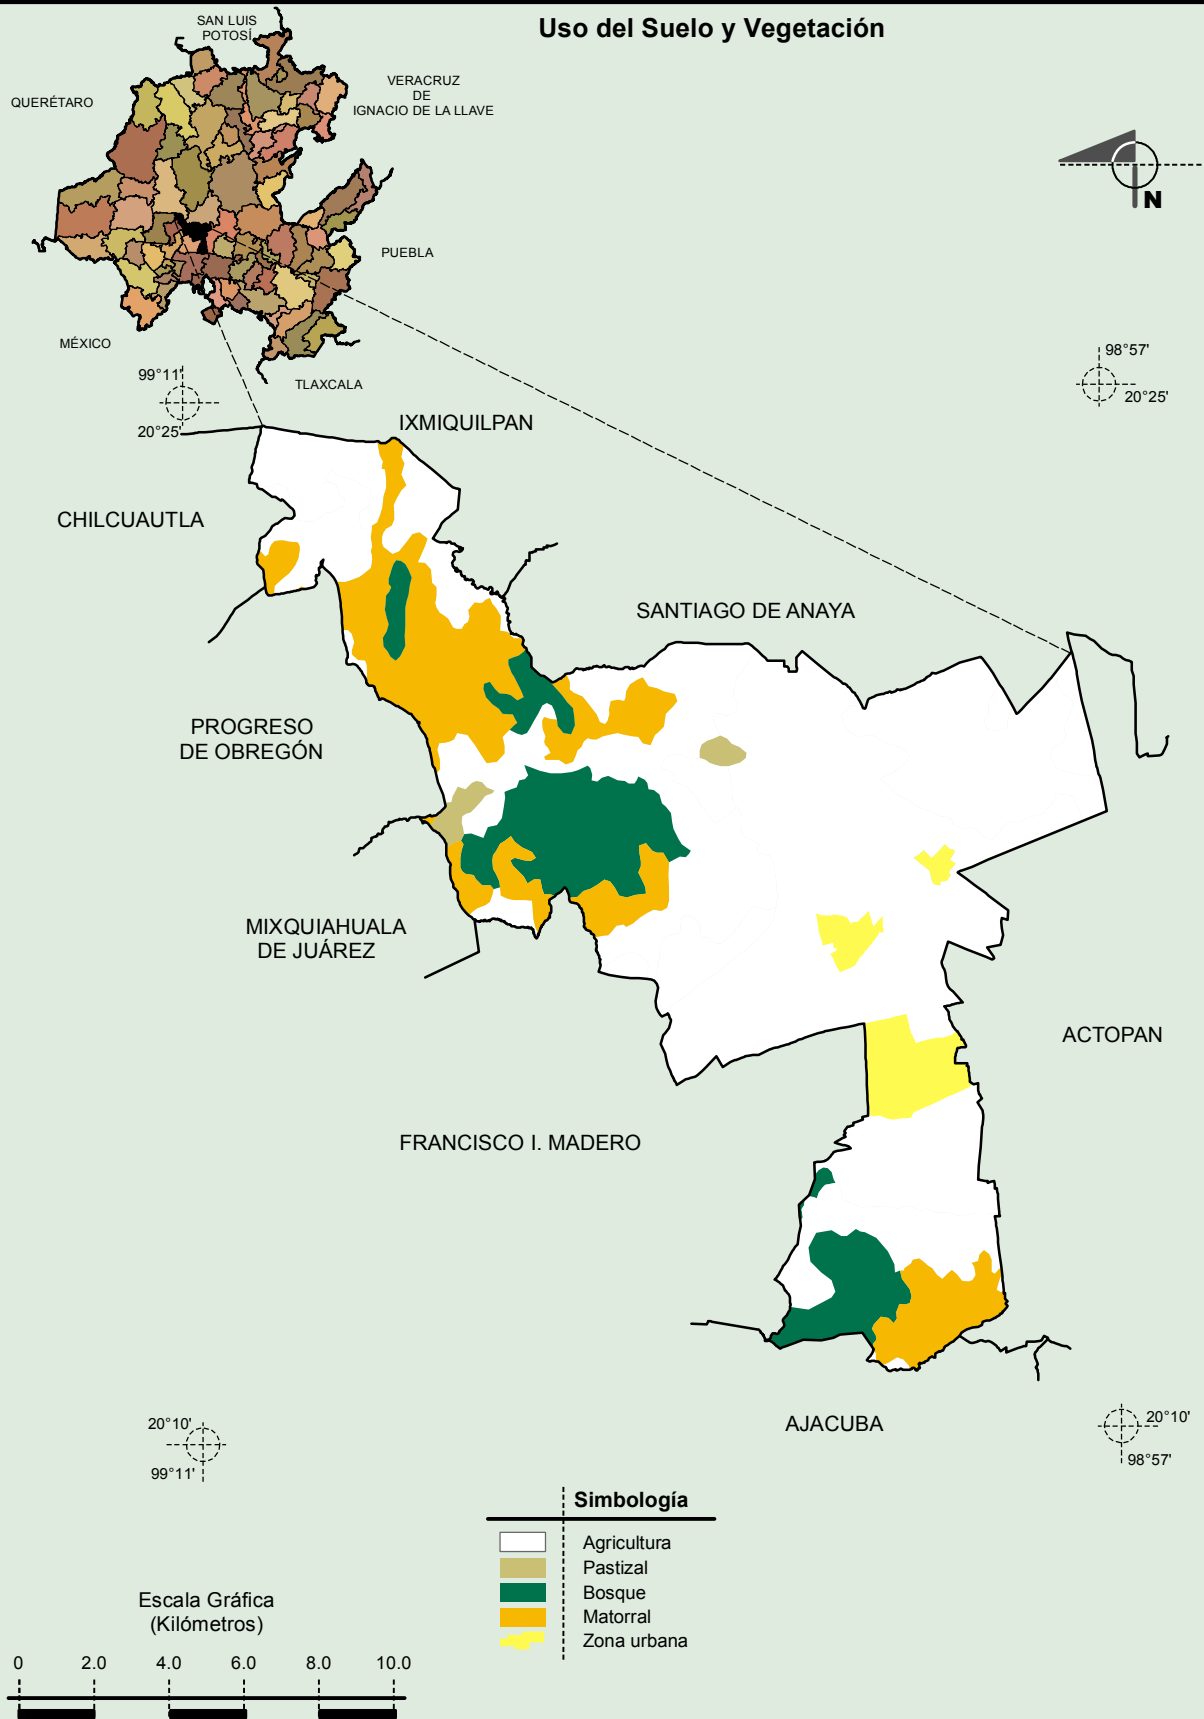 Uso del Suelo y Vegetación
SAN LUIS
POTOSÍ
QUERÉTARO
VERACRUZ
DE
IGNACIO DE LA LLAVE
N
PUEBLA
MÉXICO
TLAXCALA
99°11'
20°25'
98°57'
20°25'
IXMIQUILPAN
CHILCUAUTLA
SANTIAGO DE ANAYA
PROGRESO
DE OBREGÓN
MIXQUIAHUALA
DE JUÁREZ
ACTOPAN
FRANCISCO I. MADERO
AJACUBA
20°10'
99°11'
20°10'
98°57'
Simbología
Agricultura
Pastizal
Bosque
Matorral
Zona urbana
Escala Gráfica
(Kilómetros)
0 2.0 4.0 6.0 8.0 10.0